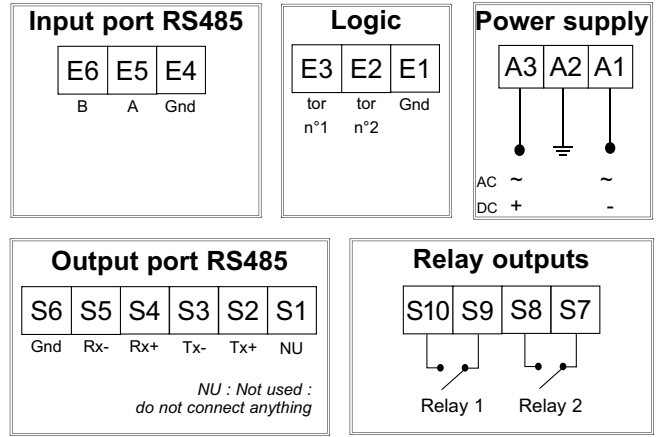 Input port RS485
E6 E5 E4
B A Gnd
Logic
E3 E2 E1
tor tor Gnd
n°1 n°2
Power supply
A3 A2 A1
AC ~ ~
DC + -
Output port RS485
S6 S5 S4 S3 S2 S1
Gnd Rx- Rx+ Tx- Tx+ NU
NU : Not used :
do not connect anything
Relay outputs
S10 S9 S8 S7
Relay 1 Relay 2